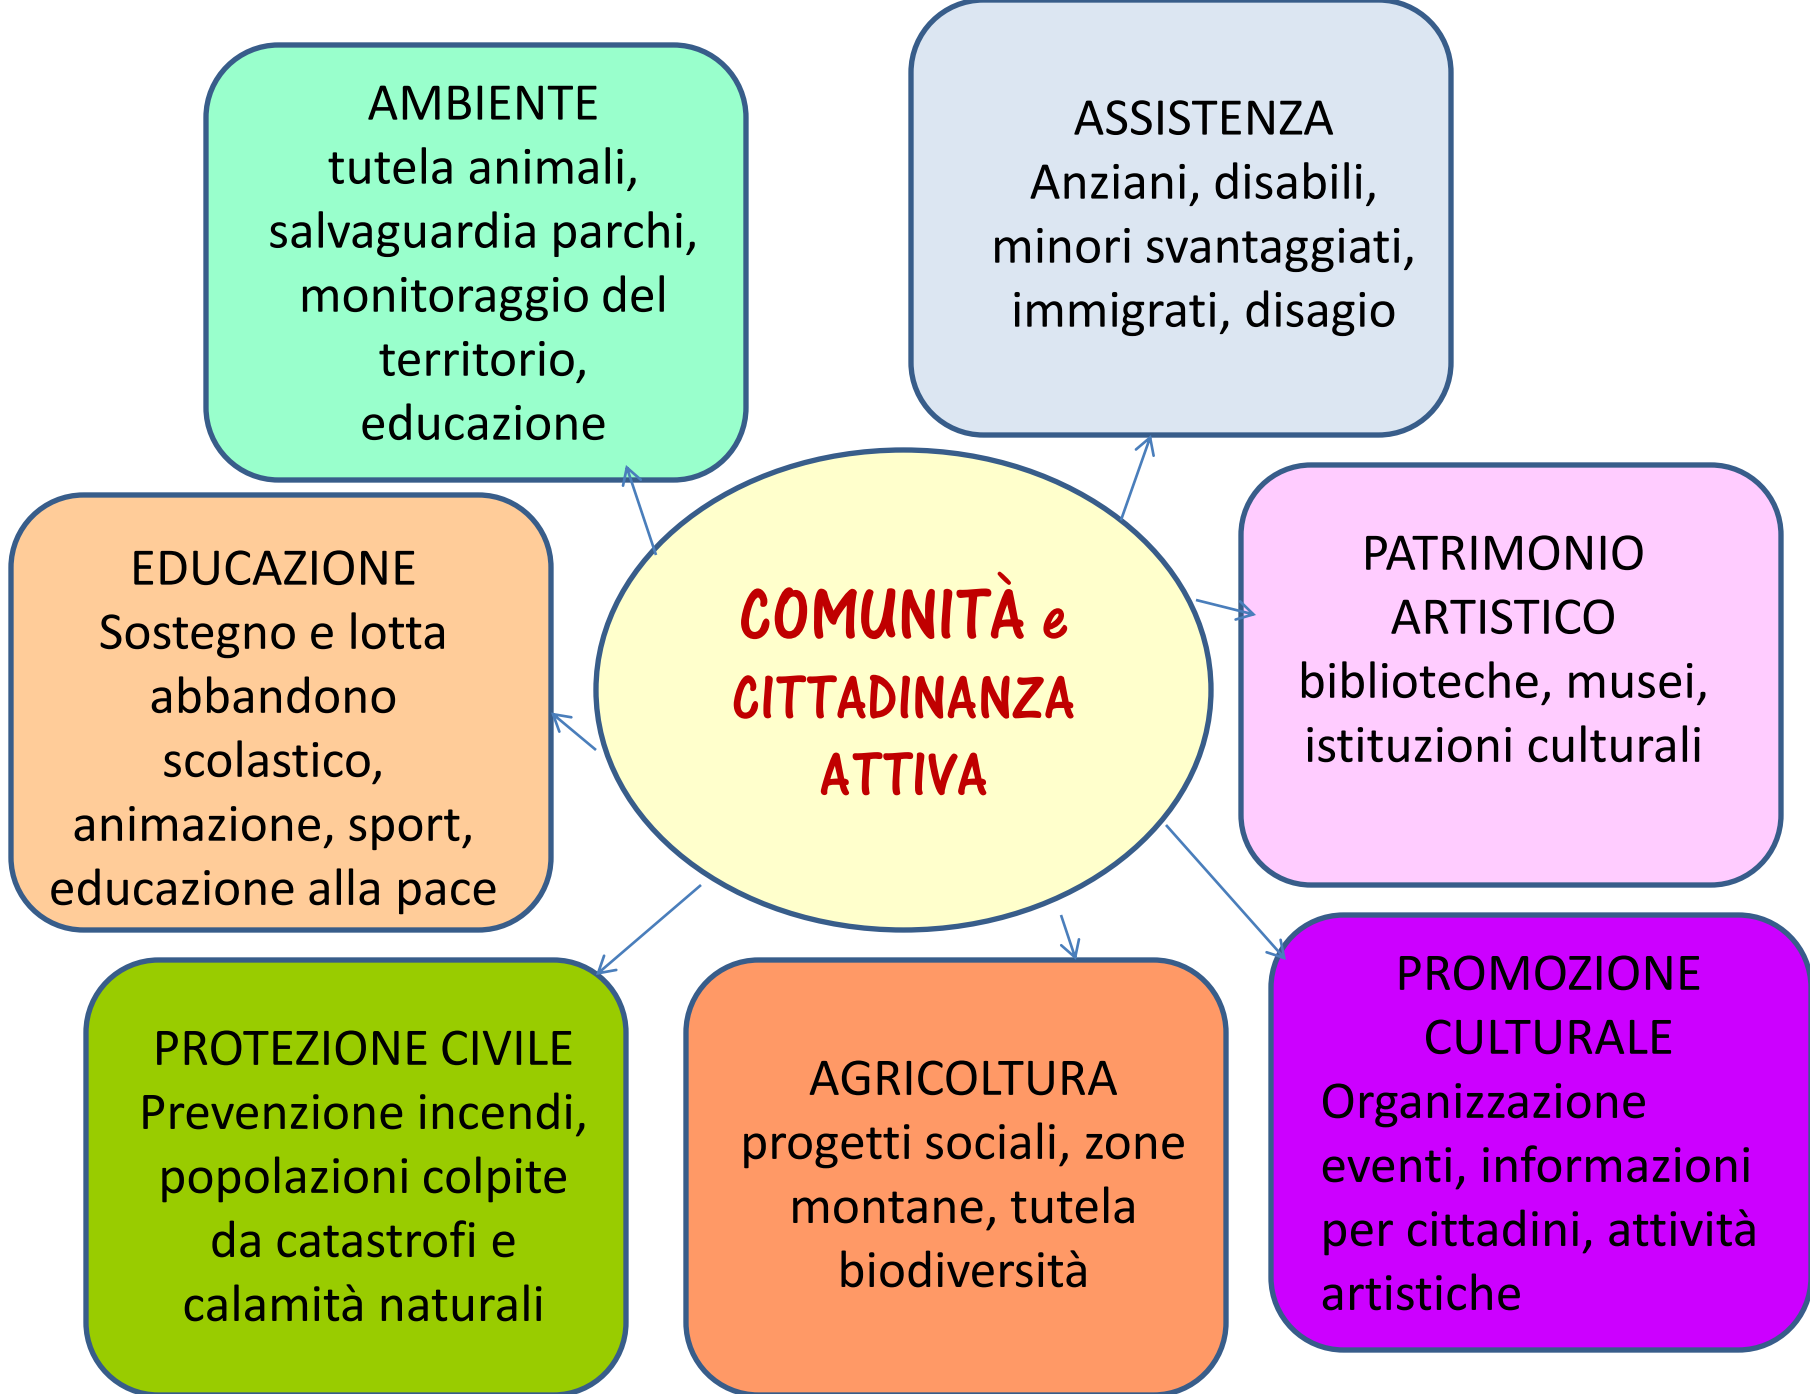 AMBIENTE
tutela animali,
salvaguardia parchi,
monitoraggio del
territorio,
educazione
ASSISTENZA
Anziani, disabili,
minori svantaggiati,
immigrati, disagio
EDUCAZIONE
Sostegno e lotta
abbandono
scolastico,
animazione, sport,
educazione alla pace
COMUNITÀ e
CITTADINANZA
ATTIVA
PATRIMONIO
ARTISTICO
biblioteche, musei,
istituzioni culturali
PROTEZIONE CIVILE
Prevenzione incendi,
popolazioni colpite
da catastrofi e
calamità naturali
AGRICOLTURA
progetti sociali, zone
montane, tutela
biodiversità
PROMOZIONE
CULTURALE
Organizzazione
eventi, informazioni
per cittadini, attività
artistiche